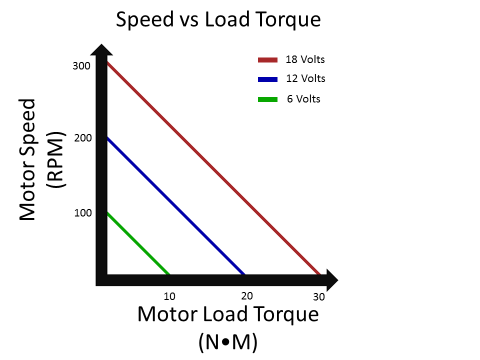 Speed vs Load Torque
18 Volts
12 Volts
6 Volts
Motor Speed
(RPM)
300
200
100
10
20
30
Motor Load Torque
(N•M)